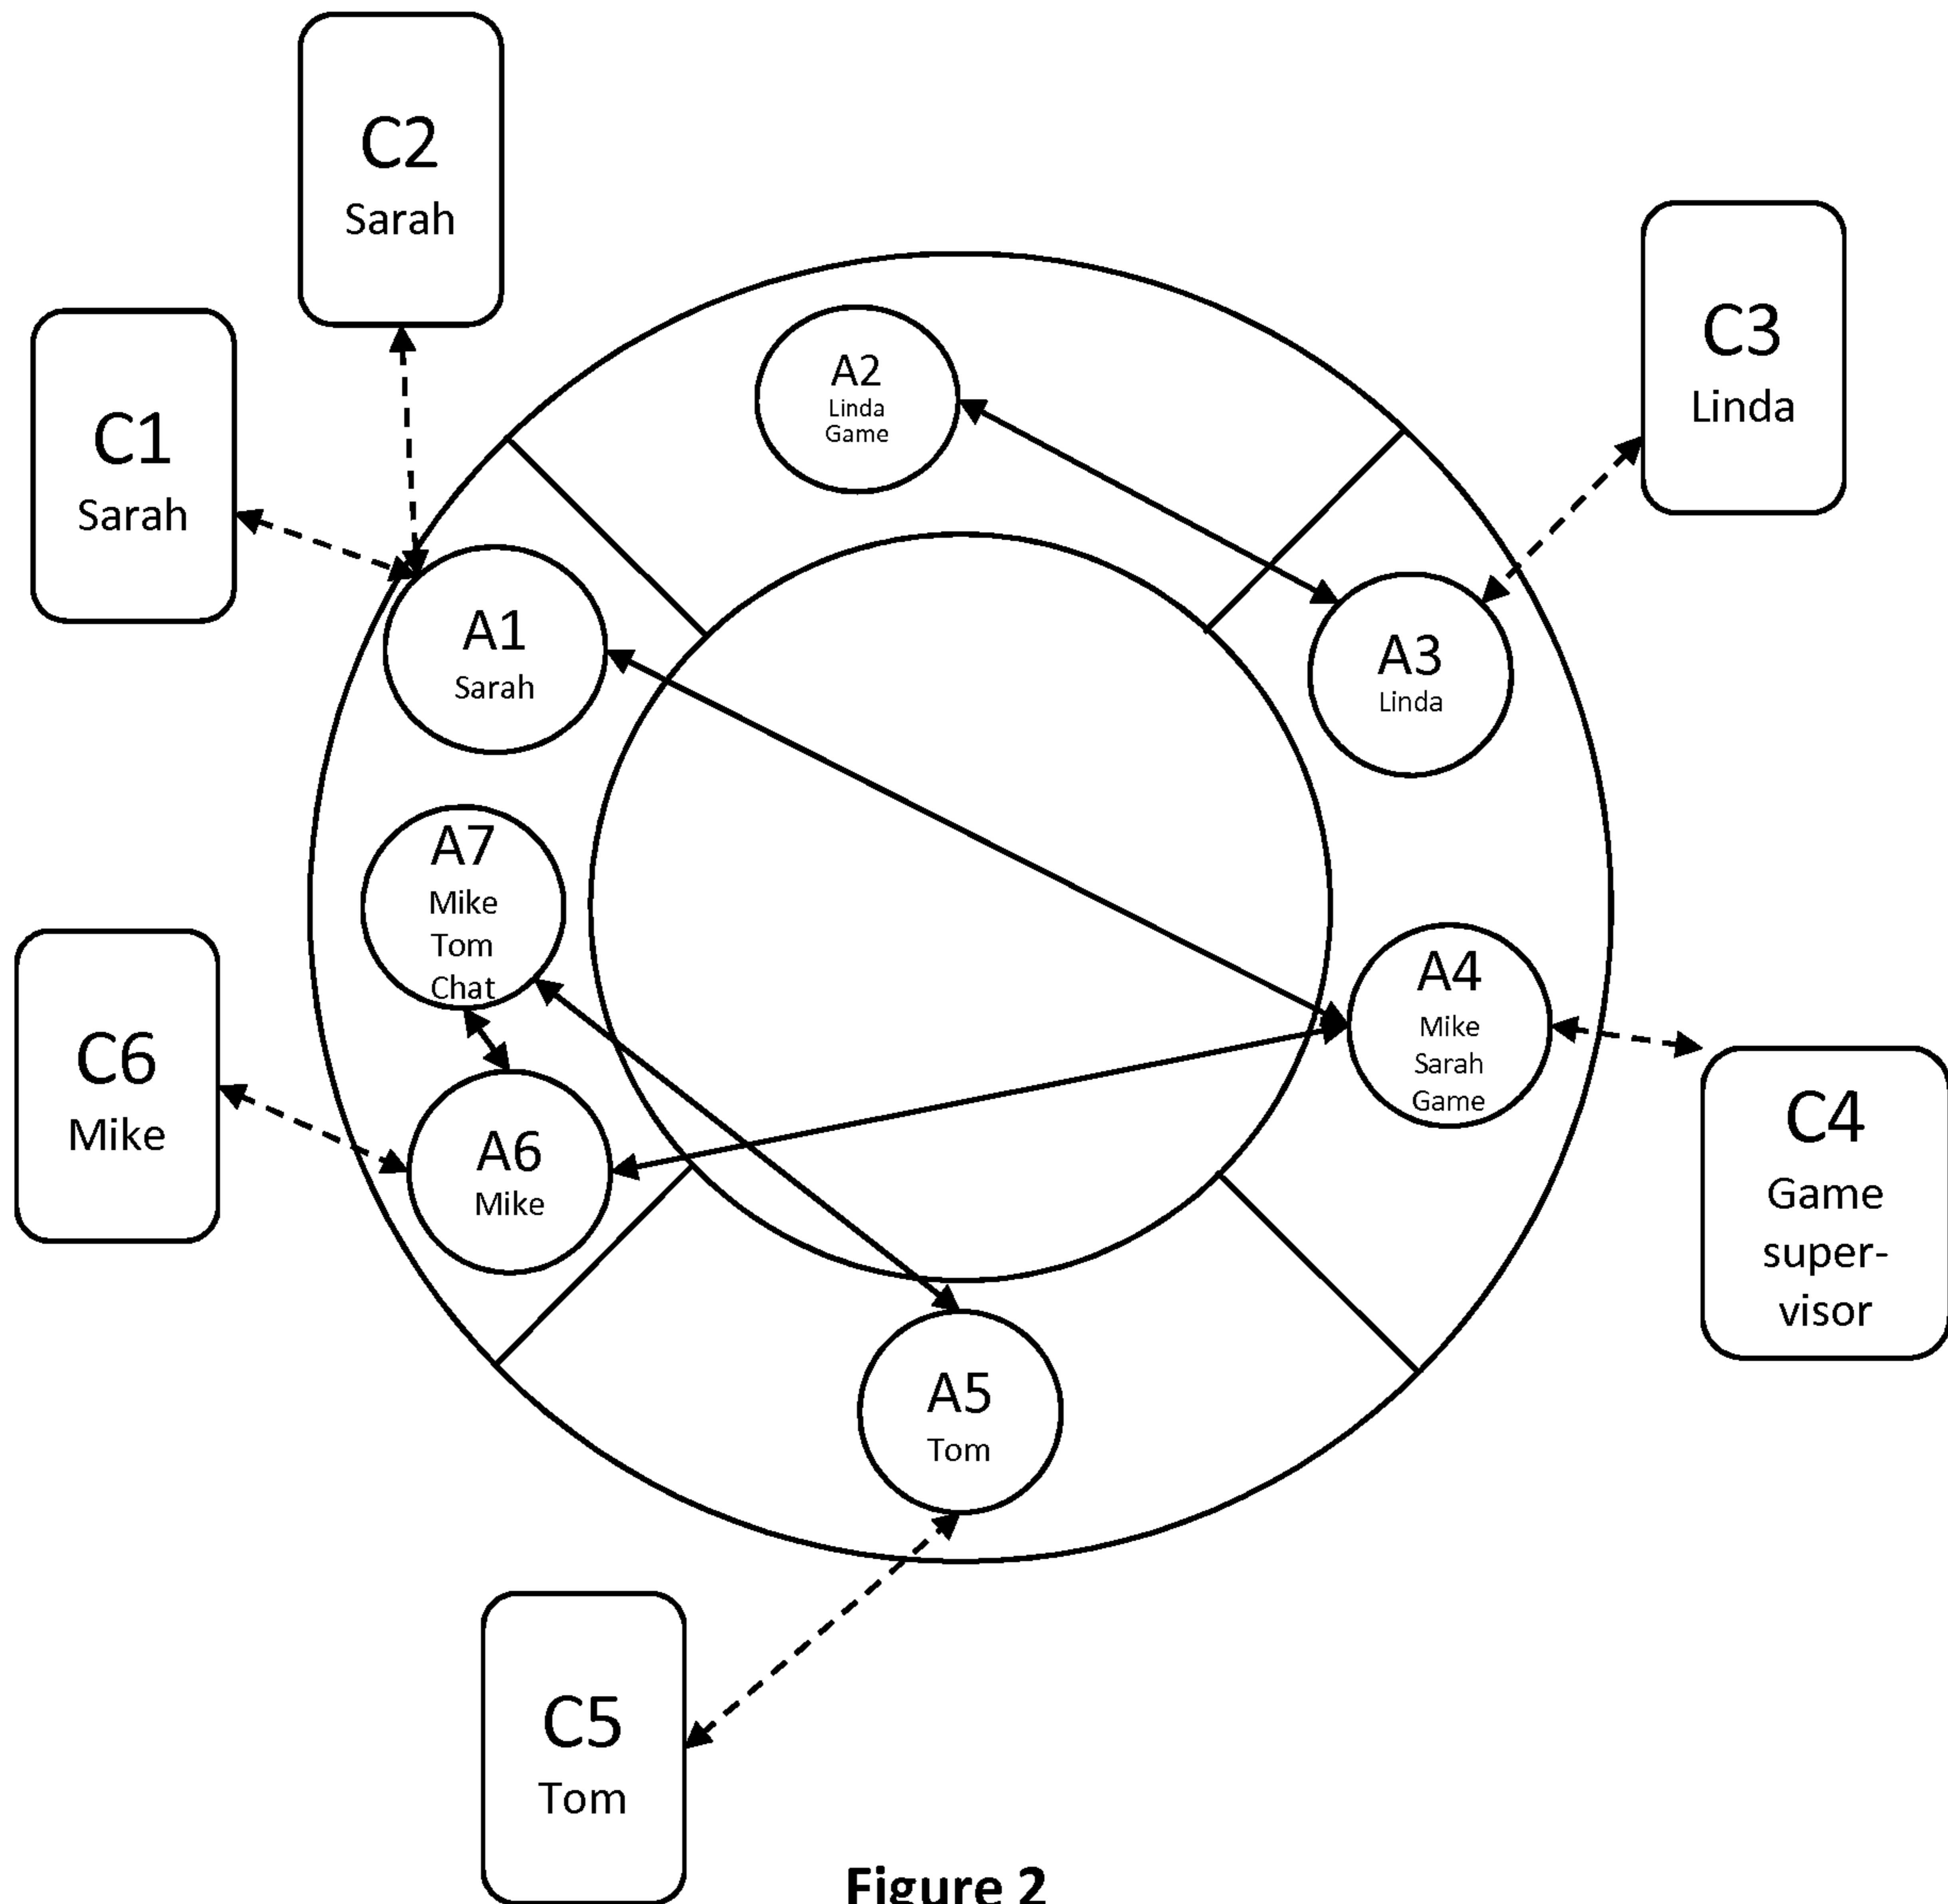 C2
Sarah
C3
Linda
C1
Sarah
A2
Linda
Game
A1
Sarah
A3
Linda
A7
Mike
Tom
Chat
A4
Mike
Sarah
Game
C6
Mike
A6
Mike
C4
Game
super-
visor
A5
Tom
C5
Tom
Figure 2